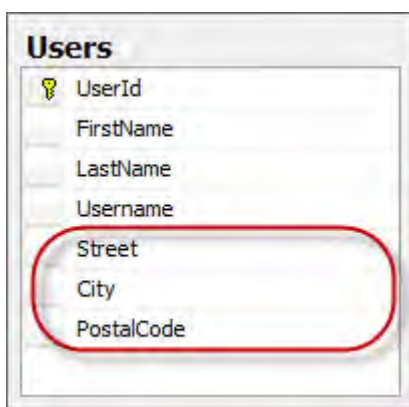 Users
UserId
FirstName
LastName
Username
Street
City
PostalCode